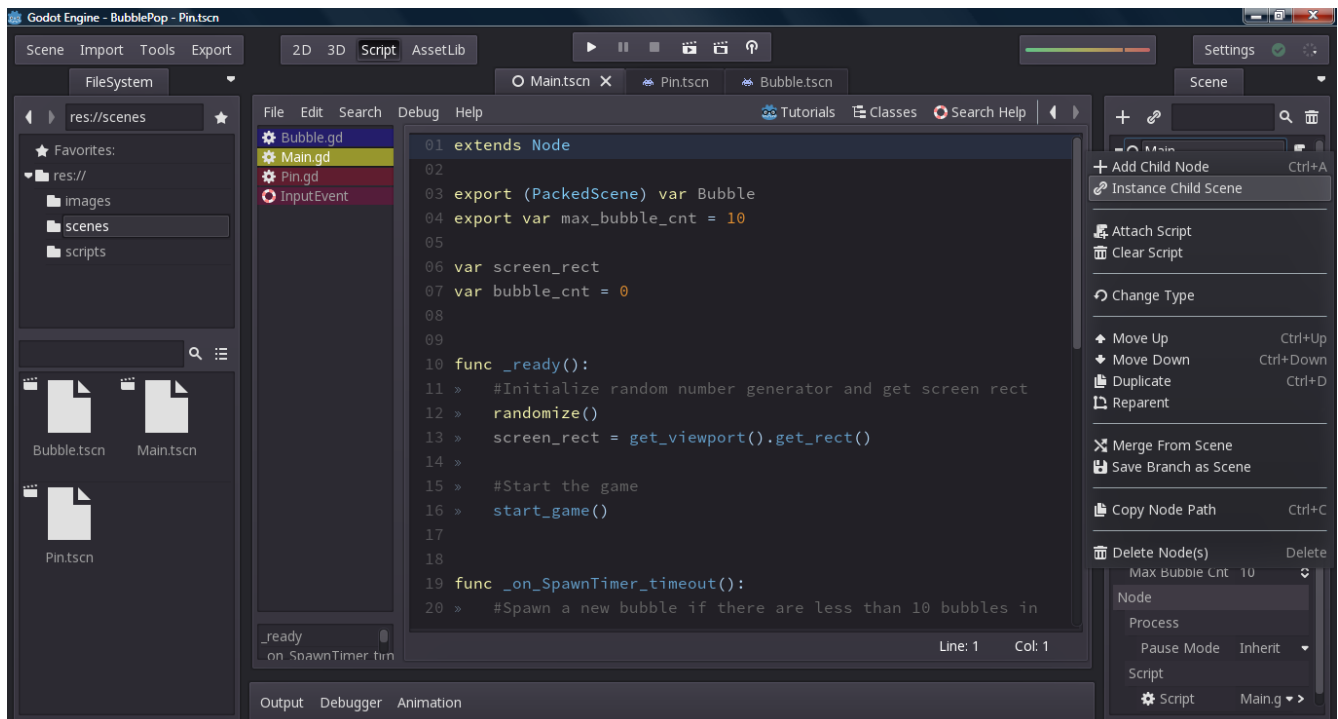 Godot Engine - BubblePop - Pin.tscn
Scene Import Tools Export
2D 3D Script AssetLib
Settings
FileSystem
res://scenes
Favorites:
res://
images
scenes
scripts
Bubble.tscn
Main.tscn
Pin.tscn
Main.tscn
Pin.tscn
Bubble.tscn
File Edit Search Debug Help
Tutorials Classes Search Help
Bubble.gd
Main.gd
Pin.gd
InputEvent
_ready
_on_SpawnTimer_tim
01 extends Node
02
03 export (PackedScene) var Bubble
04 export var max_bubble_cnt = 10
05
06 var screen_rect
07 var bubble_cnt = 0
08
09
10 func _ready():
11 » #Initialize random number generator and get screen rect
12 » randomize()
13 » screen_rect = get_viewport().get_rect()
14 »
15 » #Start the game
16 » start_game()
17
18
19 func _on_SpawnTimer_timeout():
20 » #Spawn a new bubble if there are less than 10 bubbles in
Line: 1 Col: 1
Output Debugger Animation
Scene
Main
Add Child Node Ctrl+A
Instance Child Scene
Attach Script
Clear Script
Change Type
Move Up Ctrl+Up
Move Down Ctrl+Down
Duplicate Ctrl+D
Reparent
Merge From Scene
Save Branch as Scene
Copy Node Path Ctrl+C
Delete Node(s) Delete
Max Bubble Cnt 10
Node
Process
Pause Mode Inherit
Script
Script Main.g